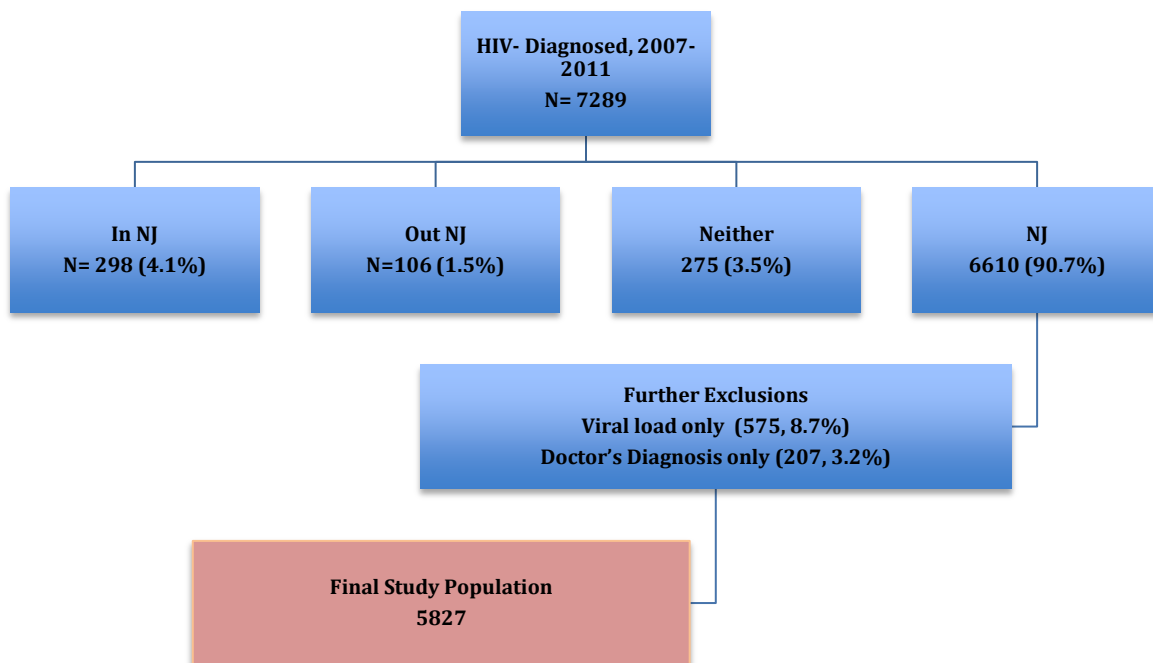 HIV- Diagnosed, 2007-
2011
N= 7289
In NJ
N= 298 (4.1%)
Out NJ
N=106 (1.5%)
Neither
275 (3.5%)
NJ
6610 (90.7%)
Further Exclusions
Viral load only (575, 8.7%)
Doctor’s Diagnosis only (207, 3.2%)
Final Study Population
5827